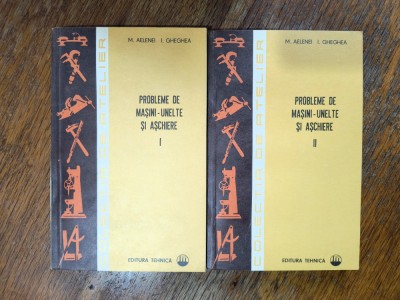 M. AELENEI I. GHEGHEA
PROBLEME DE
MAȘINI-UNELTE
ȘI AȘCHIERE
I
EDITURA TEHNICĂ
COLECȚIA DE ATELIER
M. AELENEI I. GHEGHEA
PROBLEME DE
MAȘINI-UNELTE
ȘI AȘCHIERE
II
EDITURA TEHNICĂ
COLECȚIA DE ATELIER